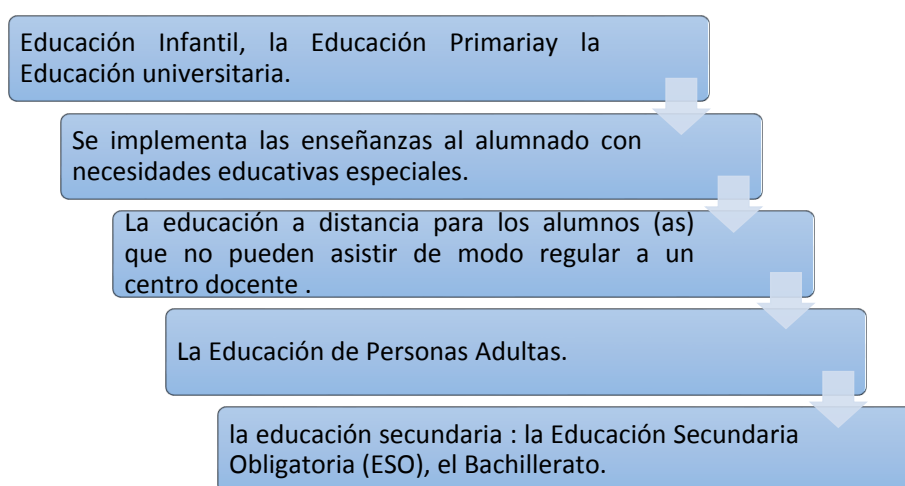 Educación Infantil, la Educación Primariay la
Educación universitaria.
Se implementa las enseñanzas al alumnado con
necesidades educativas especiales.
La educación a distancia para los alumnos (as)
que no pueden asistir de modo regular a un
centro docente .
La Educación de Personas Adultas.
la educación secundaria : la Educación Secundaria
Obligatoria (ESO), el Bachillerato.